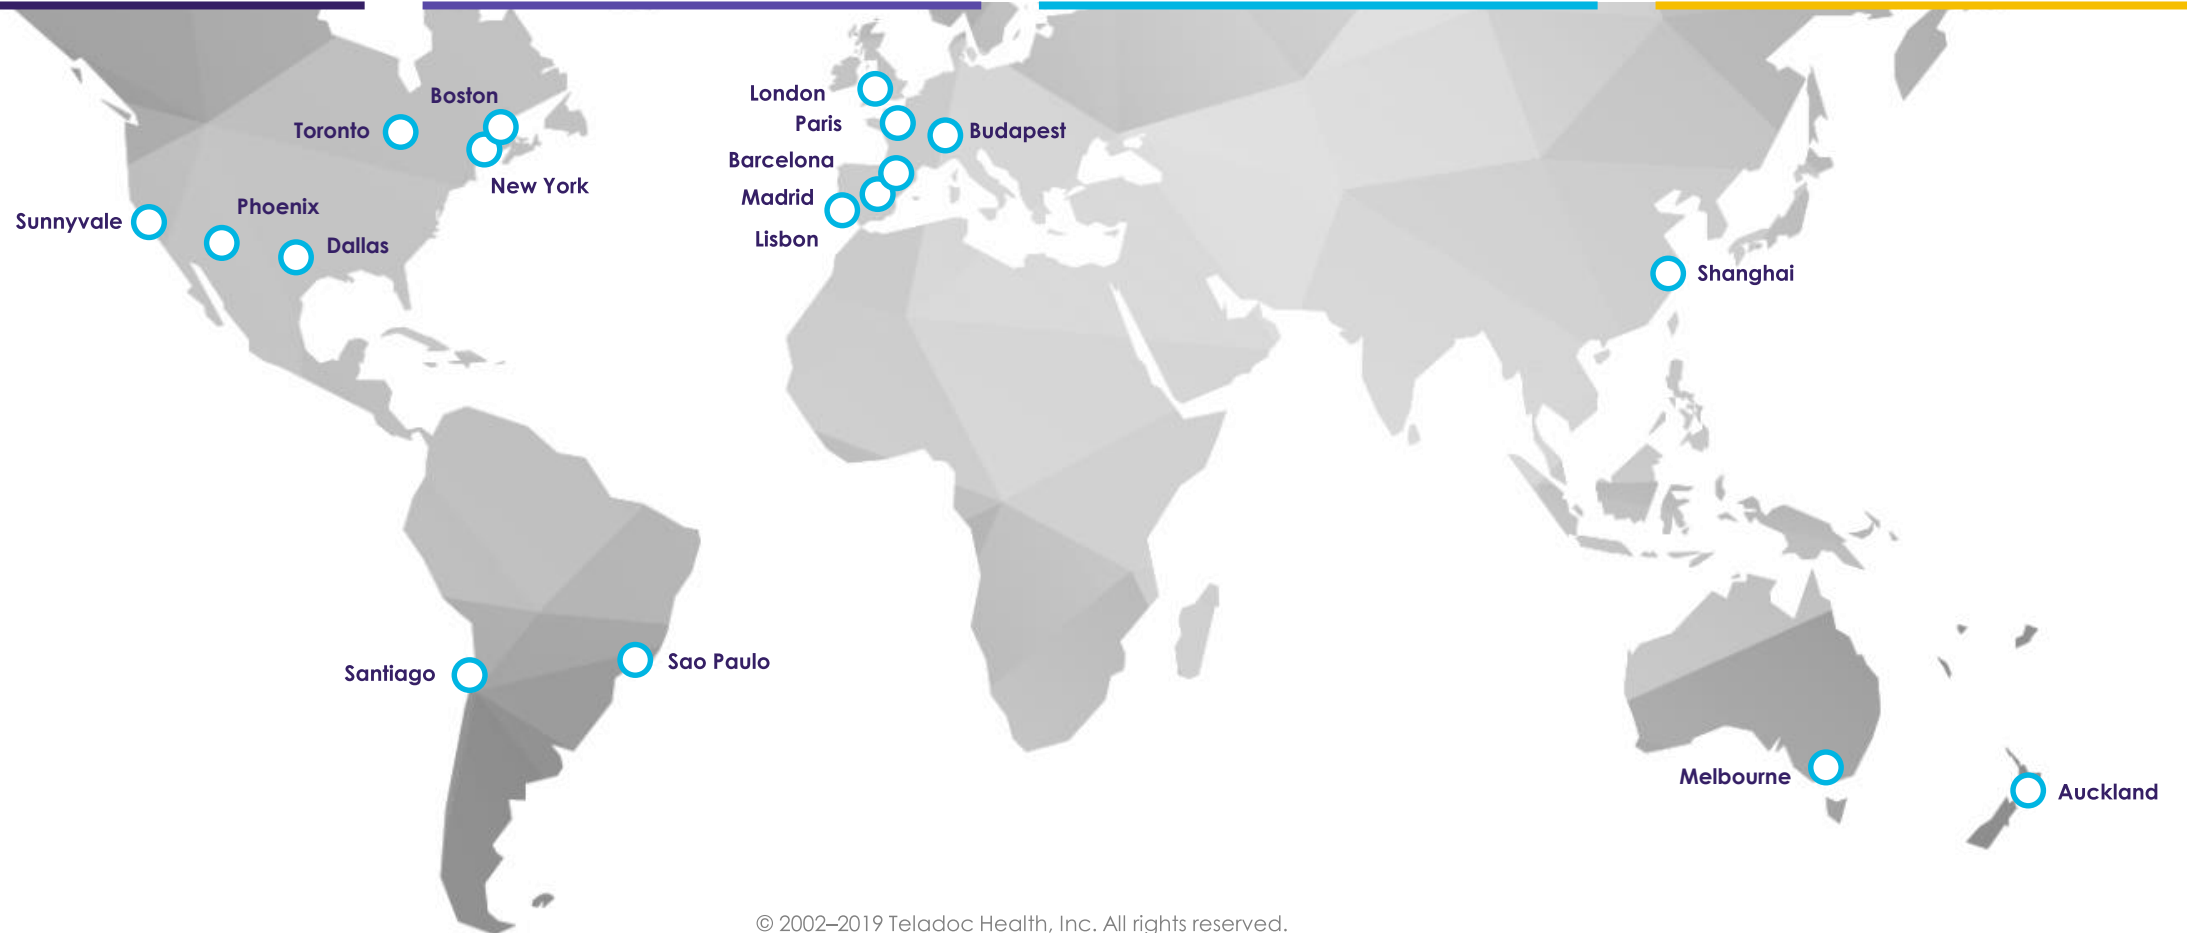 Boston
Toronto
New York
Phoenix
Sunnyvale
Dallas
London
Paris
Budapest
Barcelona
Madrid
Lisbon
Shanghai
Santiago
Sao Paulo
Melbourne
Auckland
© 2002–2019 Teladoc Health, Inc. All rights reserved.